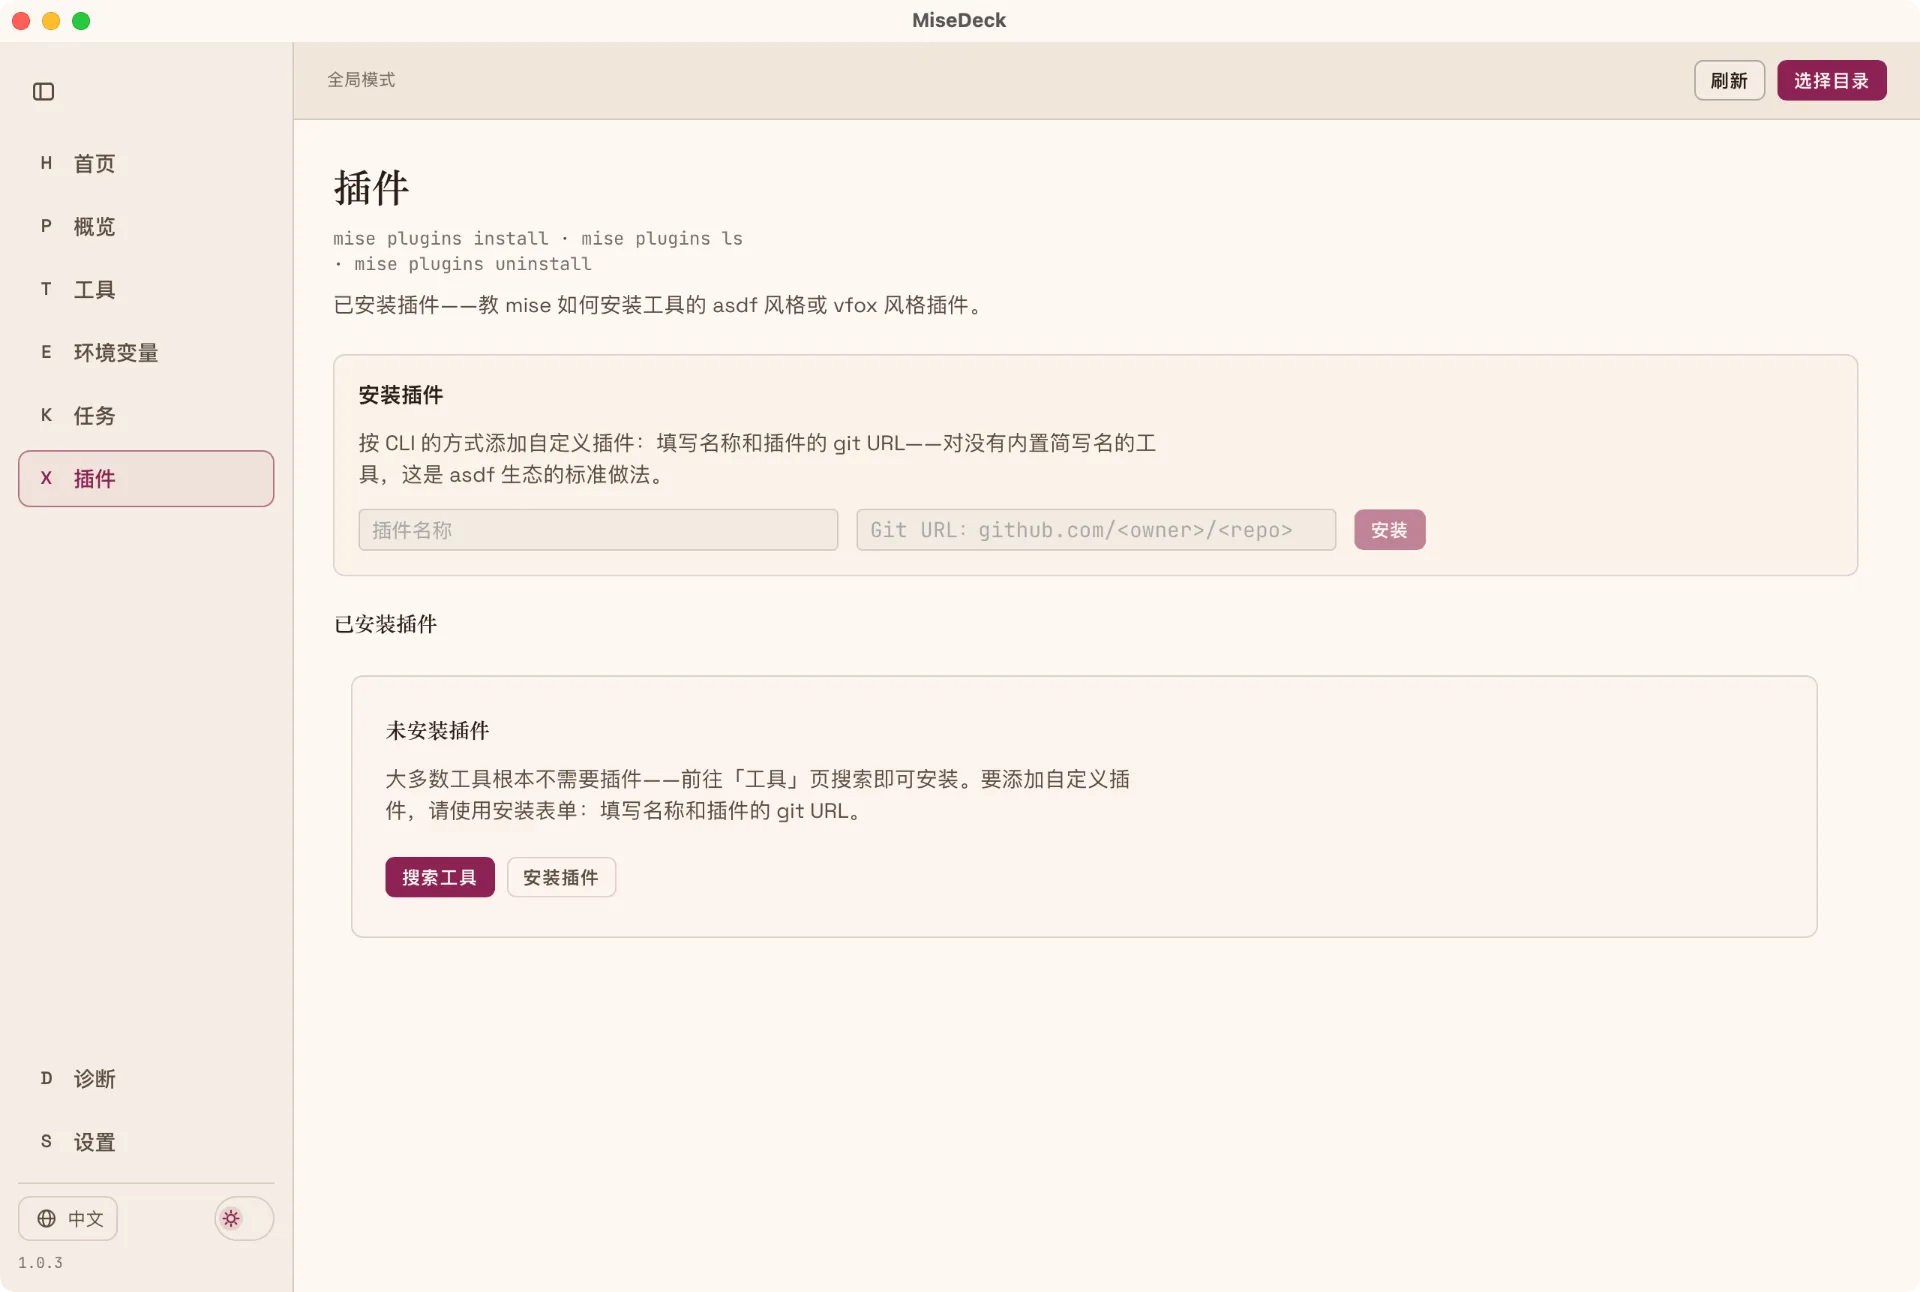 MiseDeck
全局模式
刷新
选择目录
H 首页
P 概览
T 工具
E 环境变量
K 任务
X 插件
插件
mise plugins install · mise plugins ls
· mise plugins uninstall
已安装插件——教 mise 如何安装工具的 asdf 风格或 vfox 风格插件。
安装插件
按 CLI 的方式添加自定义插件：填写名称和插件的 git URL——对没有内置简写名的工
具，这是 asdf 生态的标准做法。
插件名称
Git URL：github.com/<owner>/<repo>
安装
已安装插件
未安装插件
大多数工具根本不需要插件——前往「工具」页搜索即可安装。要添加自定义插
件，请使用安装表单：填写名称和插件的 git URL。
搜索工具
安装插件
D 诊断
S 设置
中文
1.0.3